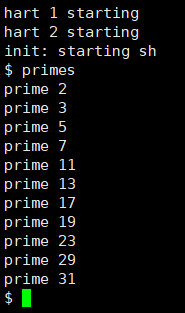 hart 1 starting
hart 2 starting
init: starting sh
$ primes
prime 2
prime 3
prime 5
prime 7
prime 11
prime 13
prime 17
prime 19
prime 23
prime 29
prime 31
$